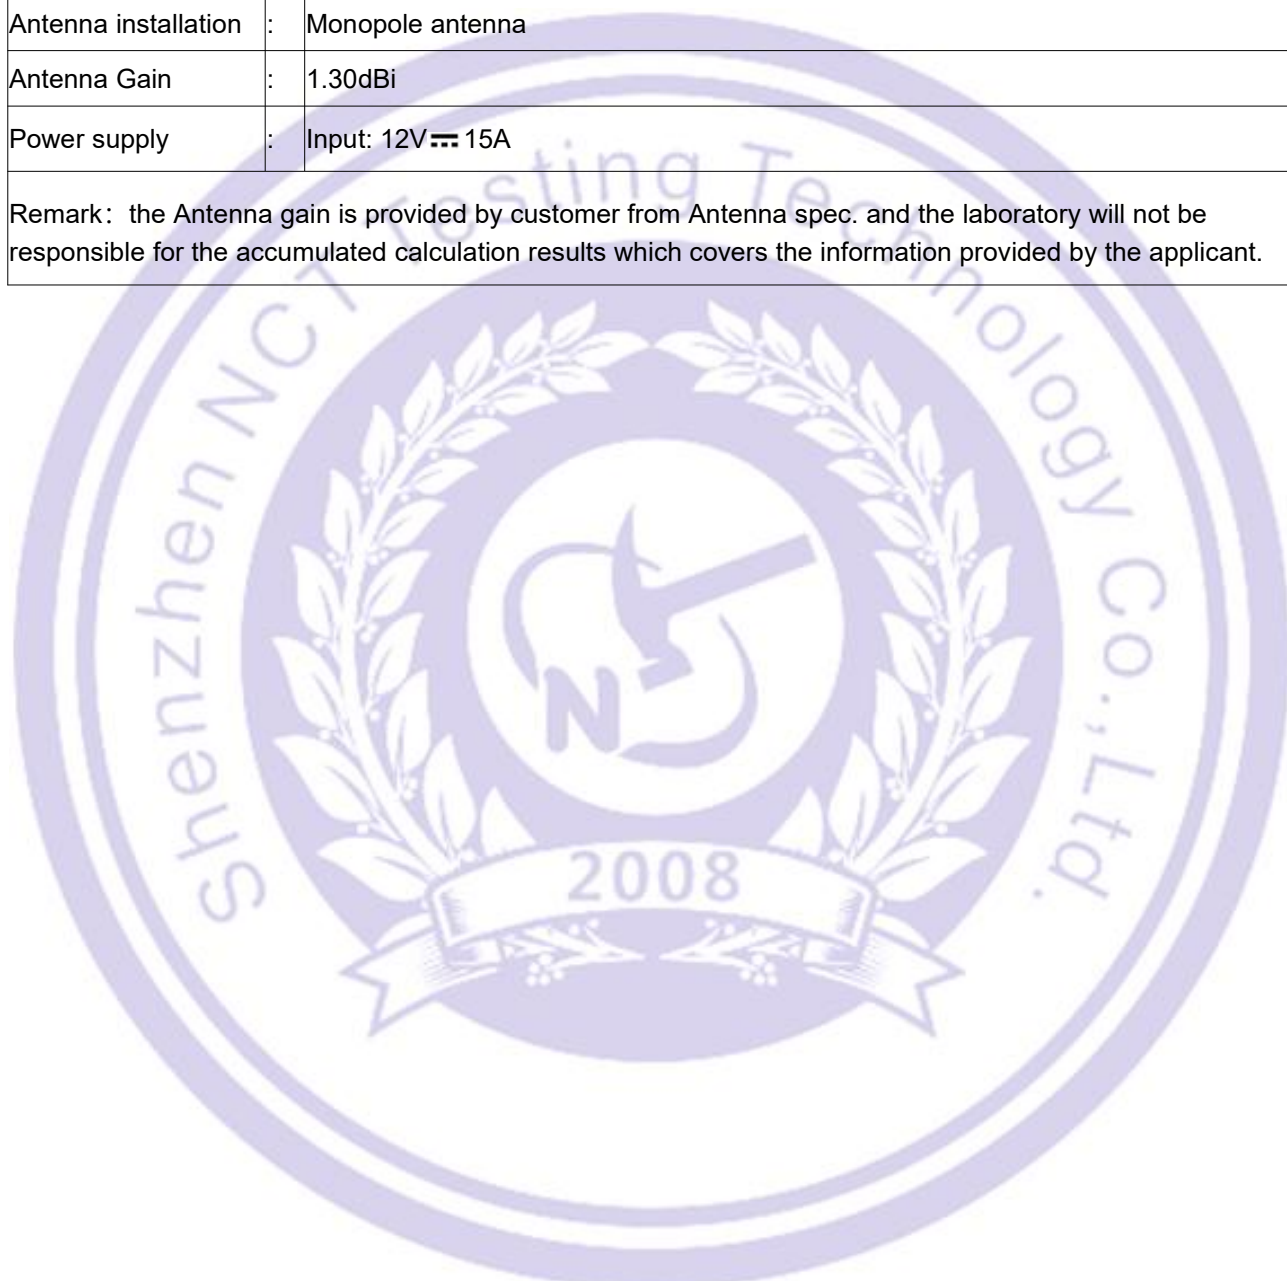 Antenna installation : Monopole antenna
Antenna Gain : 1.30dBi
Power supply : Input: 12V⎓15A
Remark：the Antenna gain is provided by customer from Antenna spec. and the laboratory will not be
responsible for the accumulated calculation results which covers the information provided by the applicant.
Shenzhen NCT Testing Technology Co.,Ltd.
N
2008